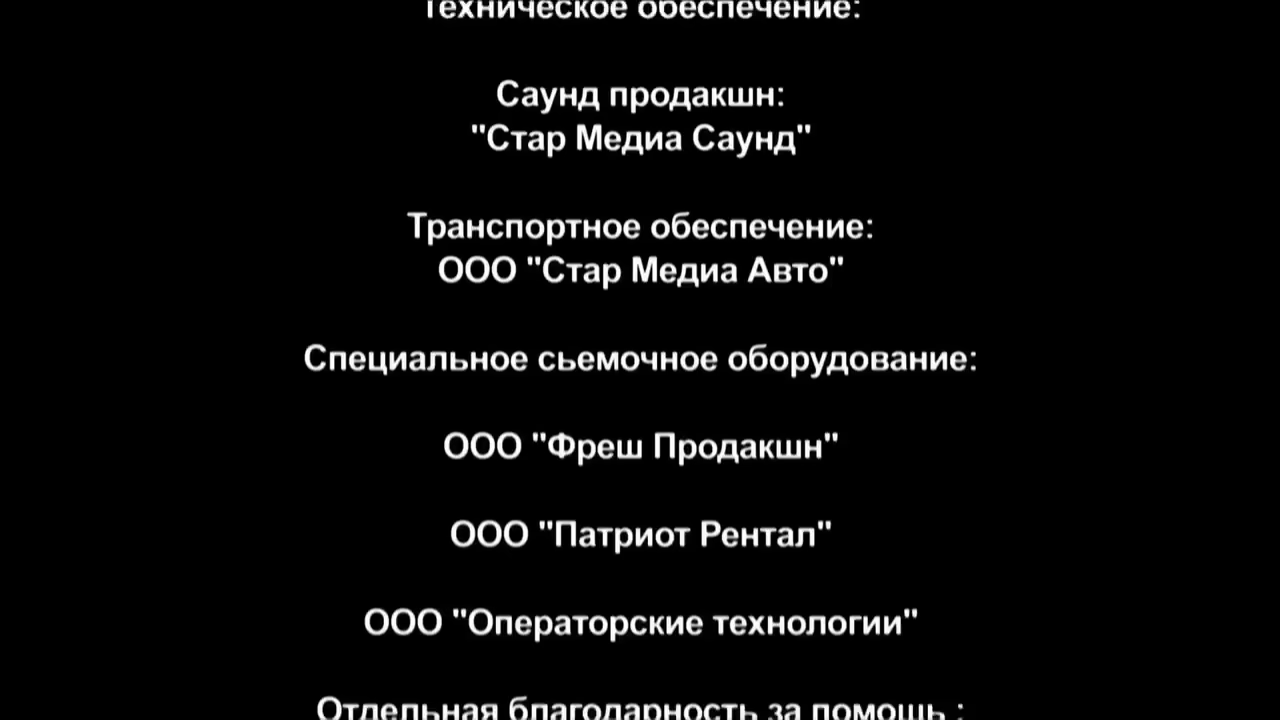 Техническое обеспечение:
Саунд продакшн:
"Стар Медиа Саунд"
Транспортное обеспечение:
ООО "Стар Медиа Авто"
Специальное сьемочное оборудование:
ООО "Фреш Продакшн"
ООО "Патриот Рентал"
ООО "Операторские технологии"
Отдельная благодарность за помощь :